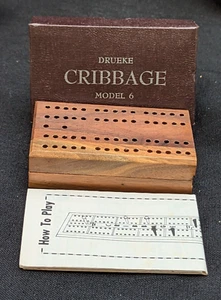 DRUEKE
CRIBBAGE
MODEL 6
- How To Play -